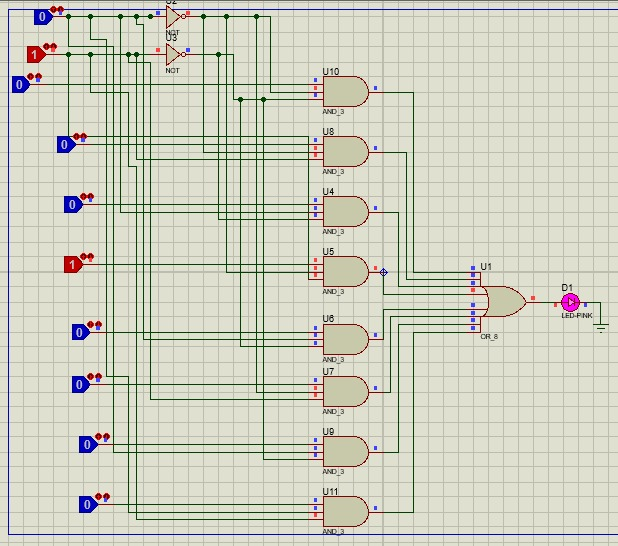 U2
0
NOT
U3
1
NOT
0
U10
AND_3
U8
0
AND_3
U4
0
AND_3
U5
1
AND_3
U1
OR_8
D1
LED-PINK
U6
0
AND_3
U7
0
AND_3
U9
0
AND_3
U11
0
AND_3